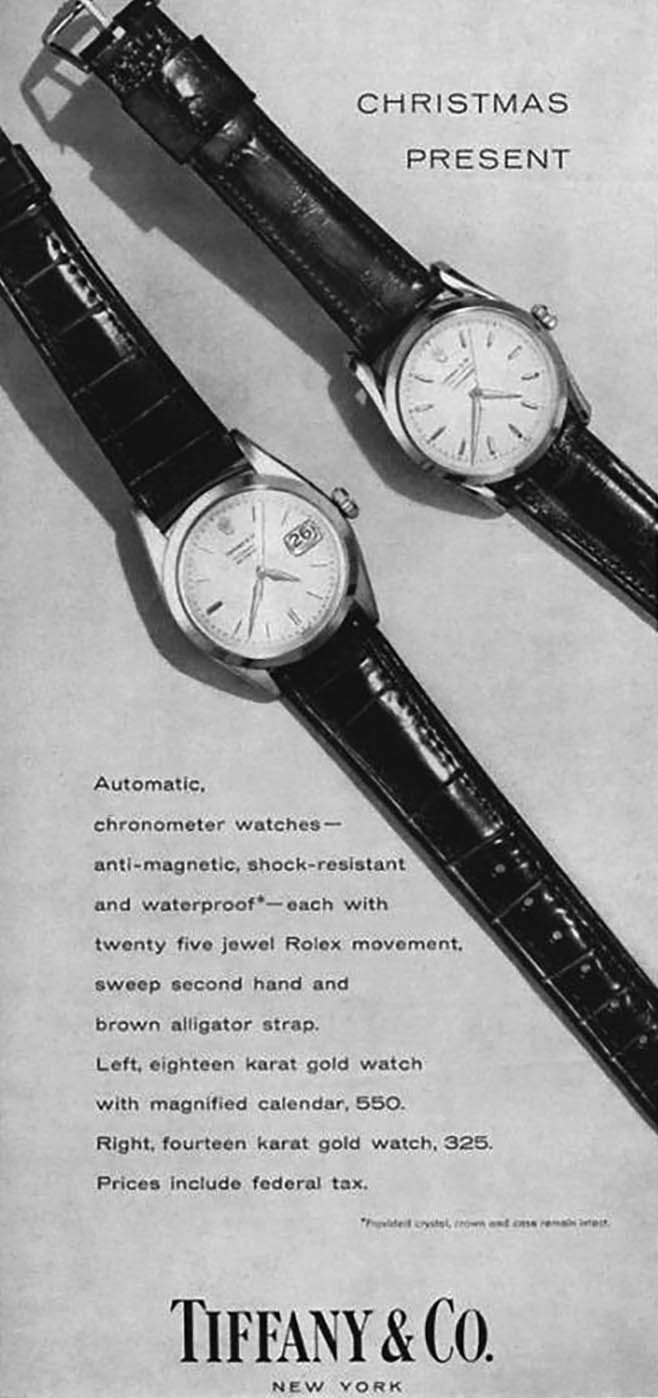 CHRISTMAS
PRESENT
26
Automatic,
chronometer watches—
anti-magnetic, shock-resistant
and waterproof*—each with
twenty five jewel Rolex movement,
sweep second hand and
brown alligator strap.
Left, eighteen karat gold watch
with magnified calendar, 550.
Right, fourteen karat gold watch, 325.
Prices include federal tax.
*Provided crystal, crown and case remain intact.
TIFFANY & CO.
NEW YORK